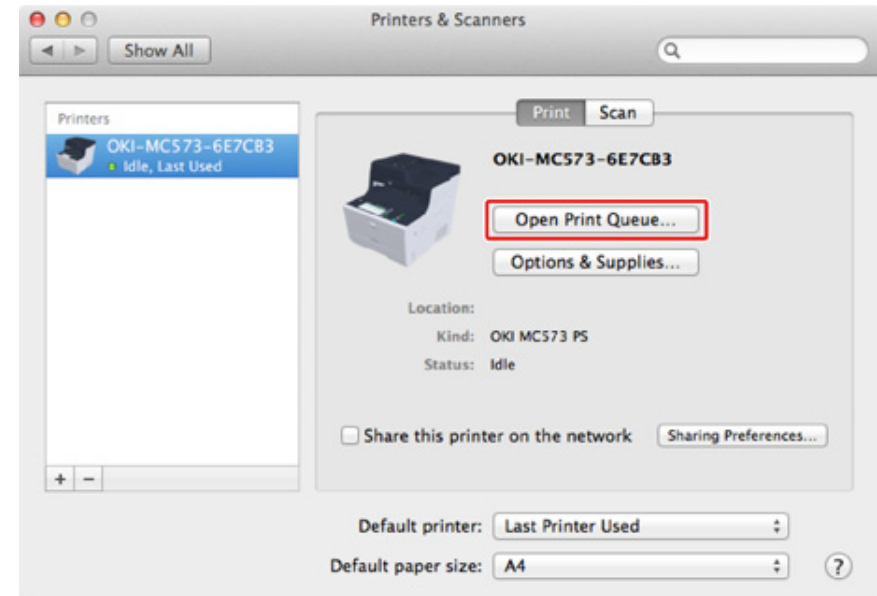 Printers & Scanners
Show All
Printers
OKI-MC573-6E7CB3
Idle, Last Used
Print Scan
OKI-MC573-6E7CB3
Open Print Queue...
Options & Supplies...
Location:
Kind: OKI MC573 PS
Status: Idle
Share this printer on the network Sharing Preferences...
+ −
Default printer: Last Printer Used
Default paper size: A4 ?